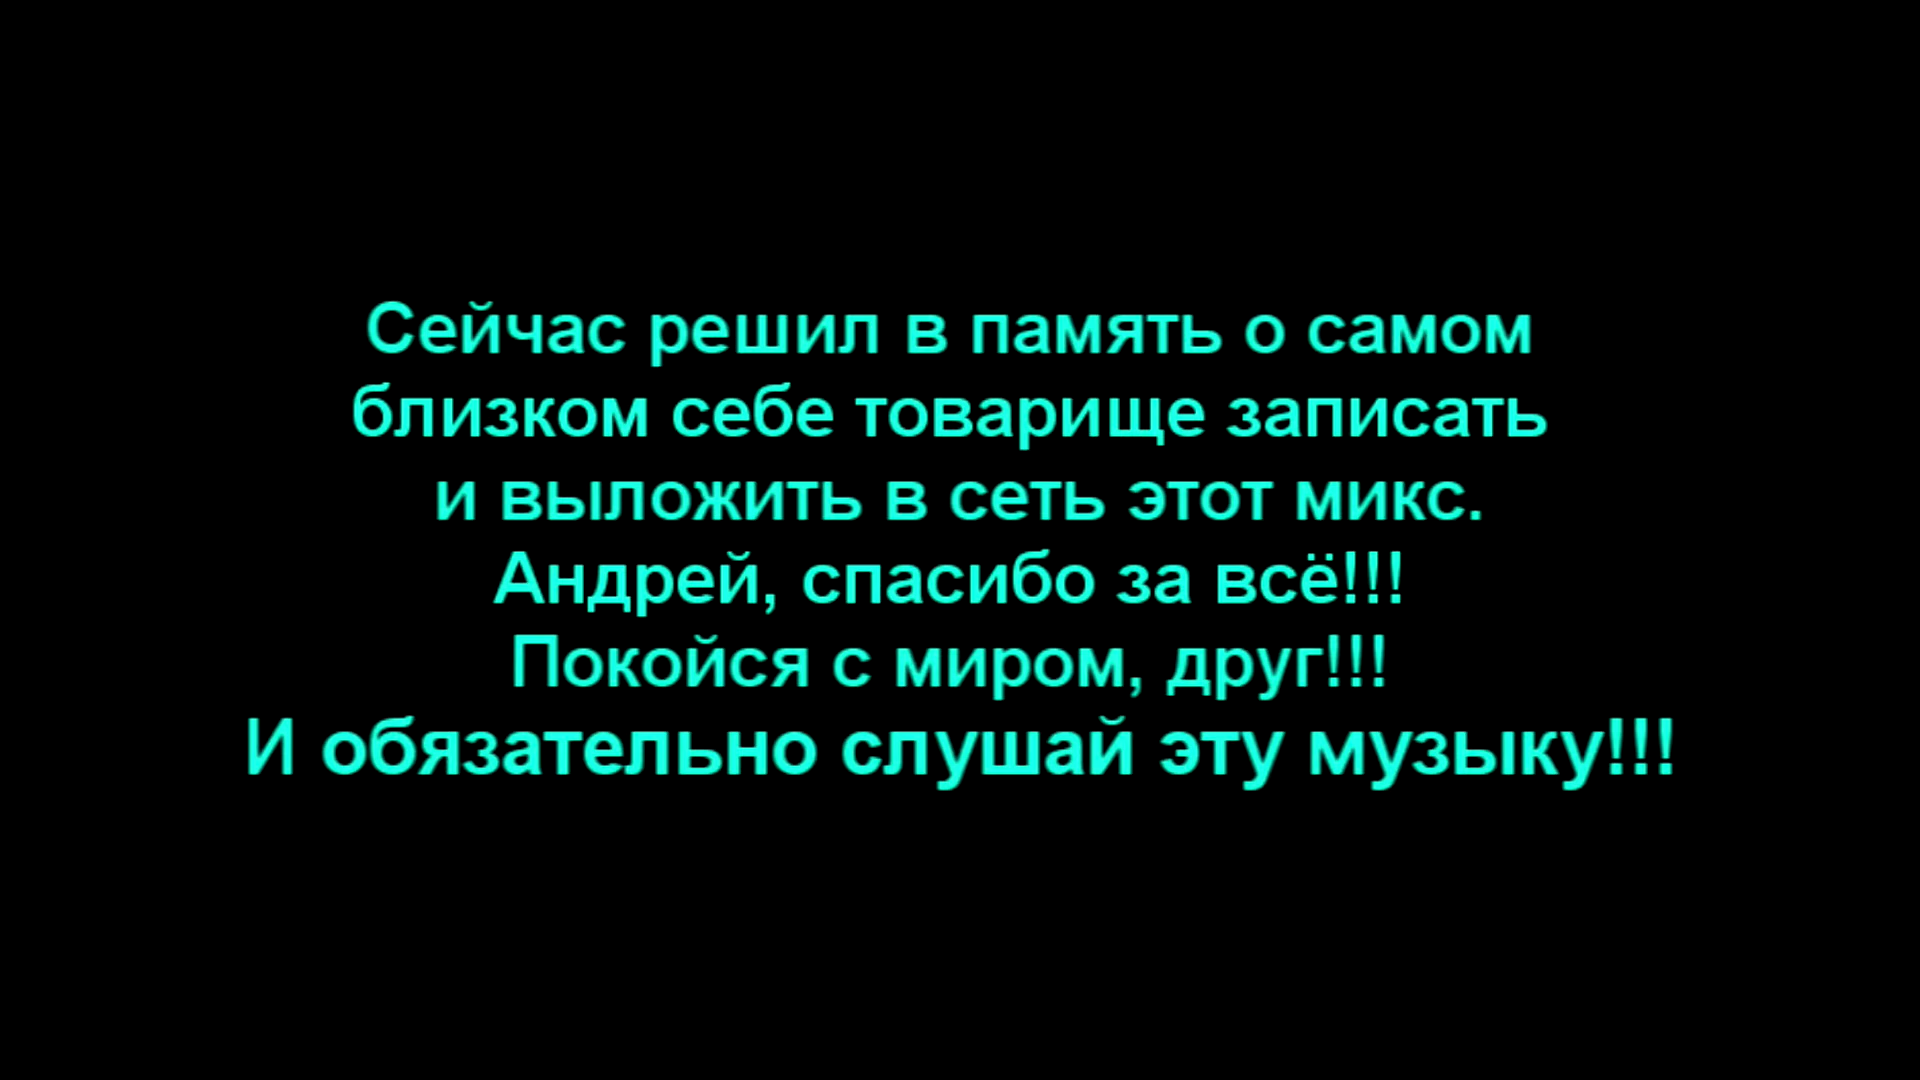 Сейчас решил в память о самом
близком себе товарище записать
и выложить в сеть этот микс.
Андрей, спасибо за всё!!!
Покойся с миром, друг!!!
И обязательно слушай эту музыку!!!